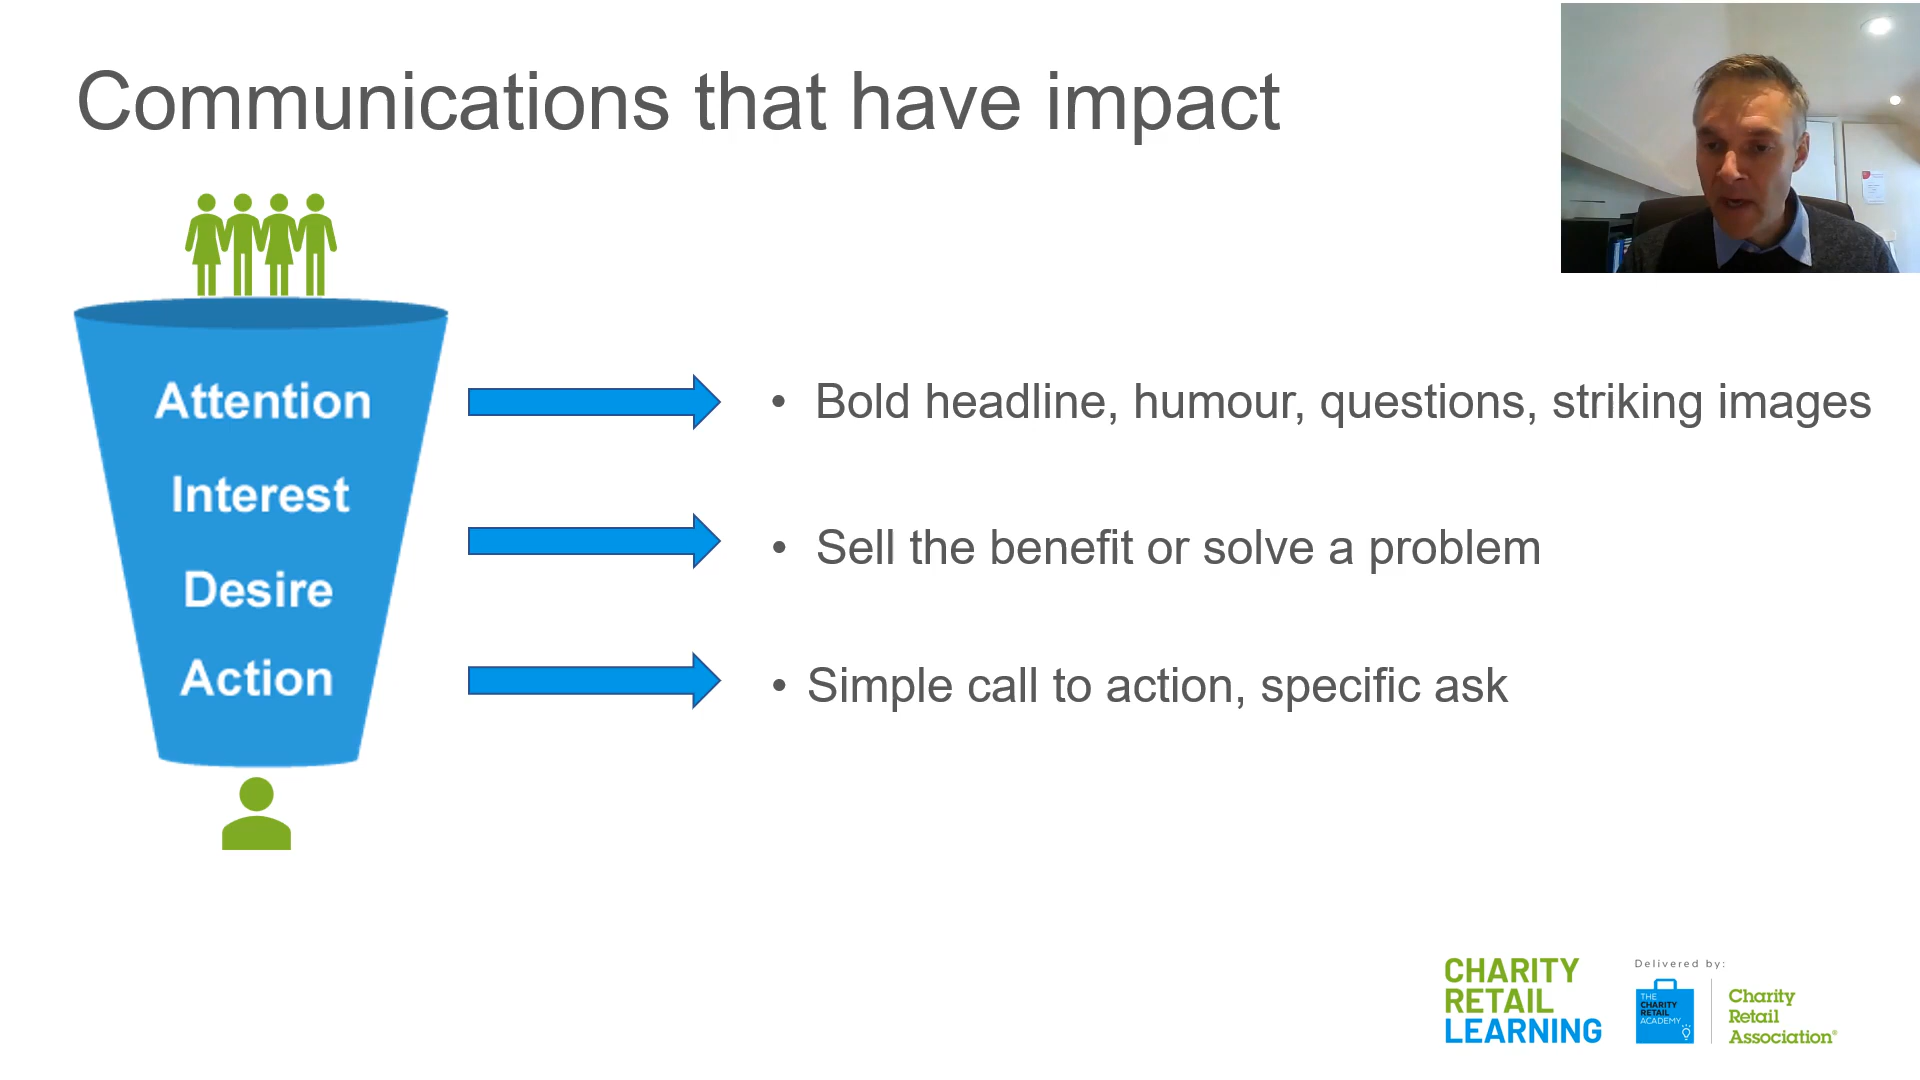 Communications that have impact
Attention
Interest
Desire
Action
• Bold headline, humour, questions, striking images
• Sell the benefit or solve a problem
• Simple call to action, specific ask
CHARITY
RETAIL
LEARNING
Delivered by:
THE
CHARITY
RETAIL
ACADEMY
Charity
Retail
Association®